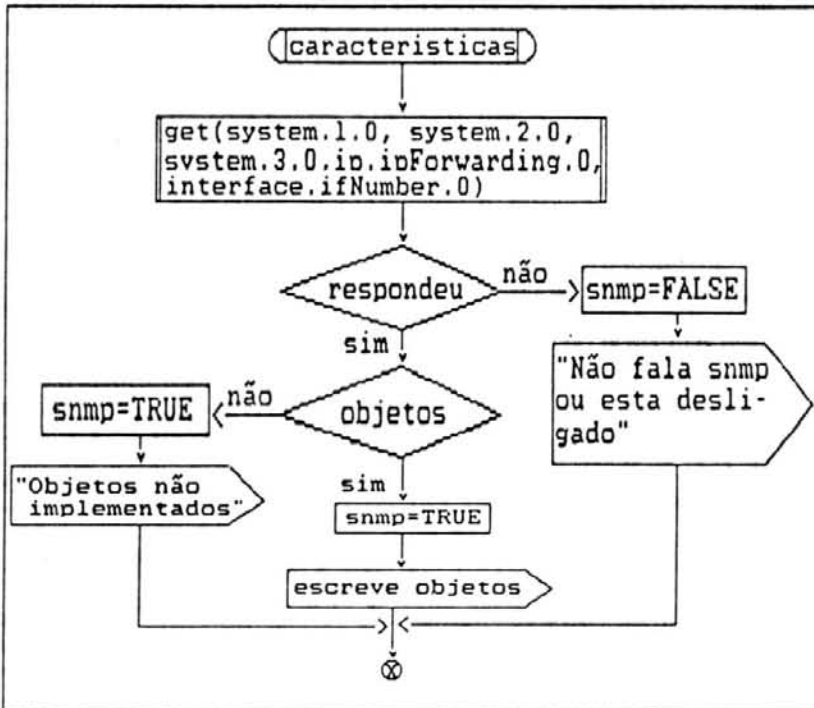 caracteristicas
get(system.1.0, system.2.0,
system.3.0,ip.ipForwarding.0,
interface.ifNumber.0)
respondeu
não
snmp=FALSE
sim
"Não fala snmp
ou esta desli-
gado"
snmp=TRUE
não
objetos
"Objetos não
implementados"
sim
snmp=TRUE
escreve objetos
X